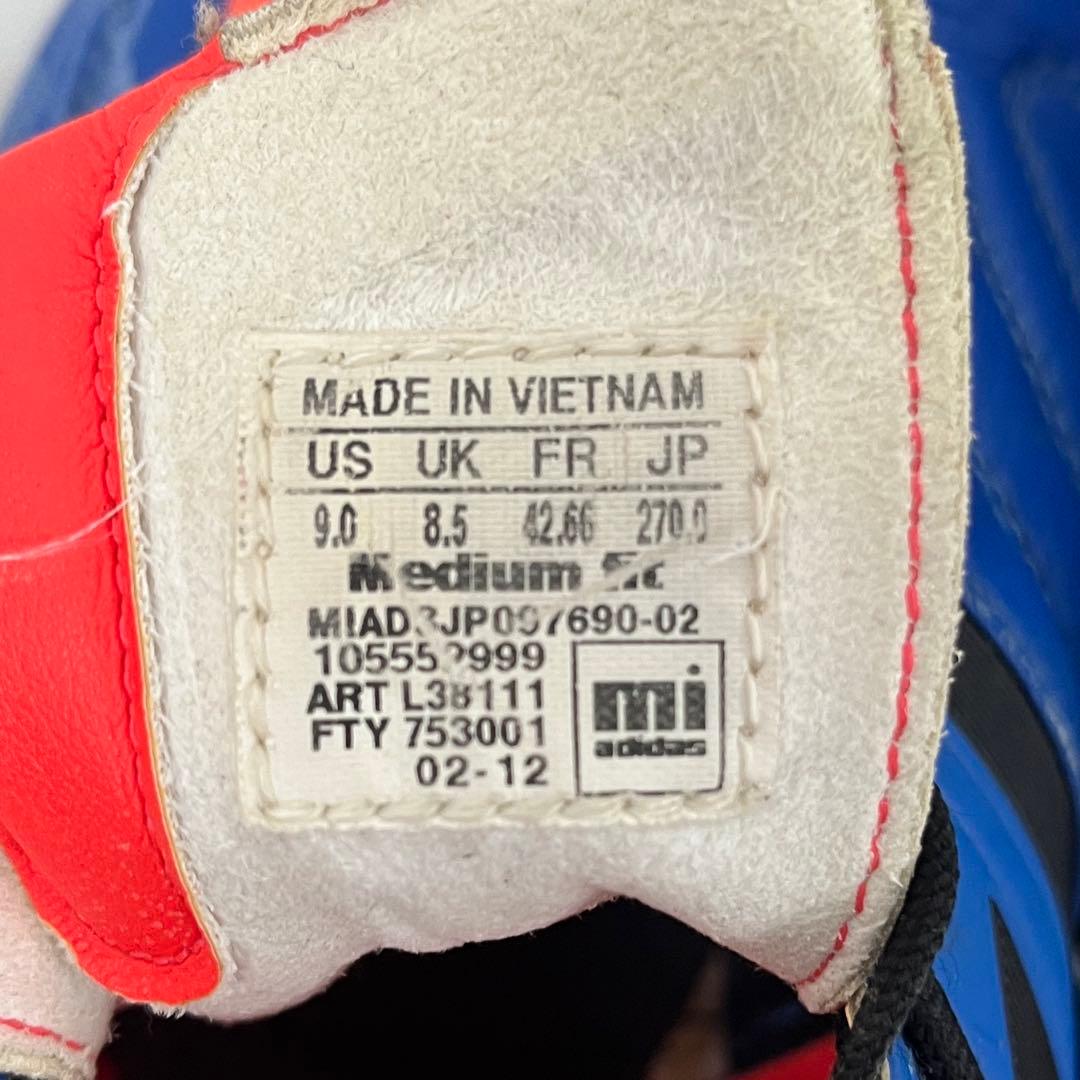 MADE IN VIETNAM
US UK FR JP
9.0 8.5 42.66 270.0
Medium fit
ART L38111
FTY 753001
02-12
mi
adidas